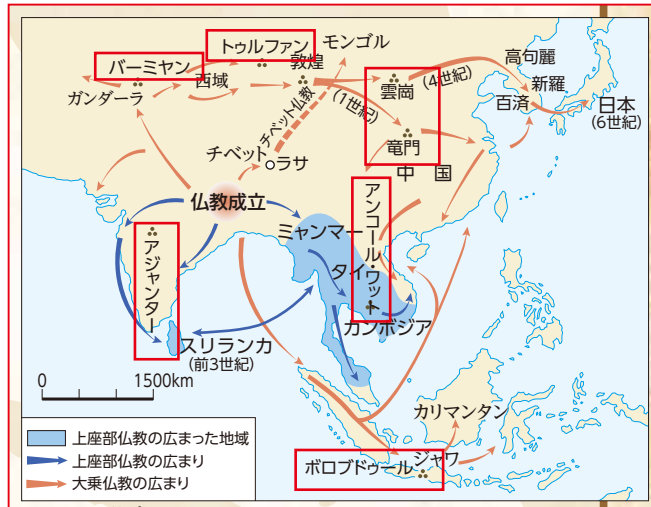 トゥルファン
モンゴル
バーミヤン
敦煌
西域
高句麗
ガンダーラ
雲崗
(4世紀)
新羅
(1世紀)
百済
日本
(6世紀)
チベット仏教
チベット
ラサ
竜門
中国
仏教成立
アンコール・ワット
ミャンマー
アジャンター
タイ
カンボジア
スリランカ
(前3世紀)
0 1500km
カリマンタン
上座部仏教の広まった地域
上座部仏教の広まり
大乗仏教の広まり
ジャワ
ボロブドゥール